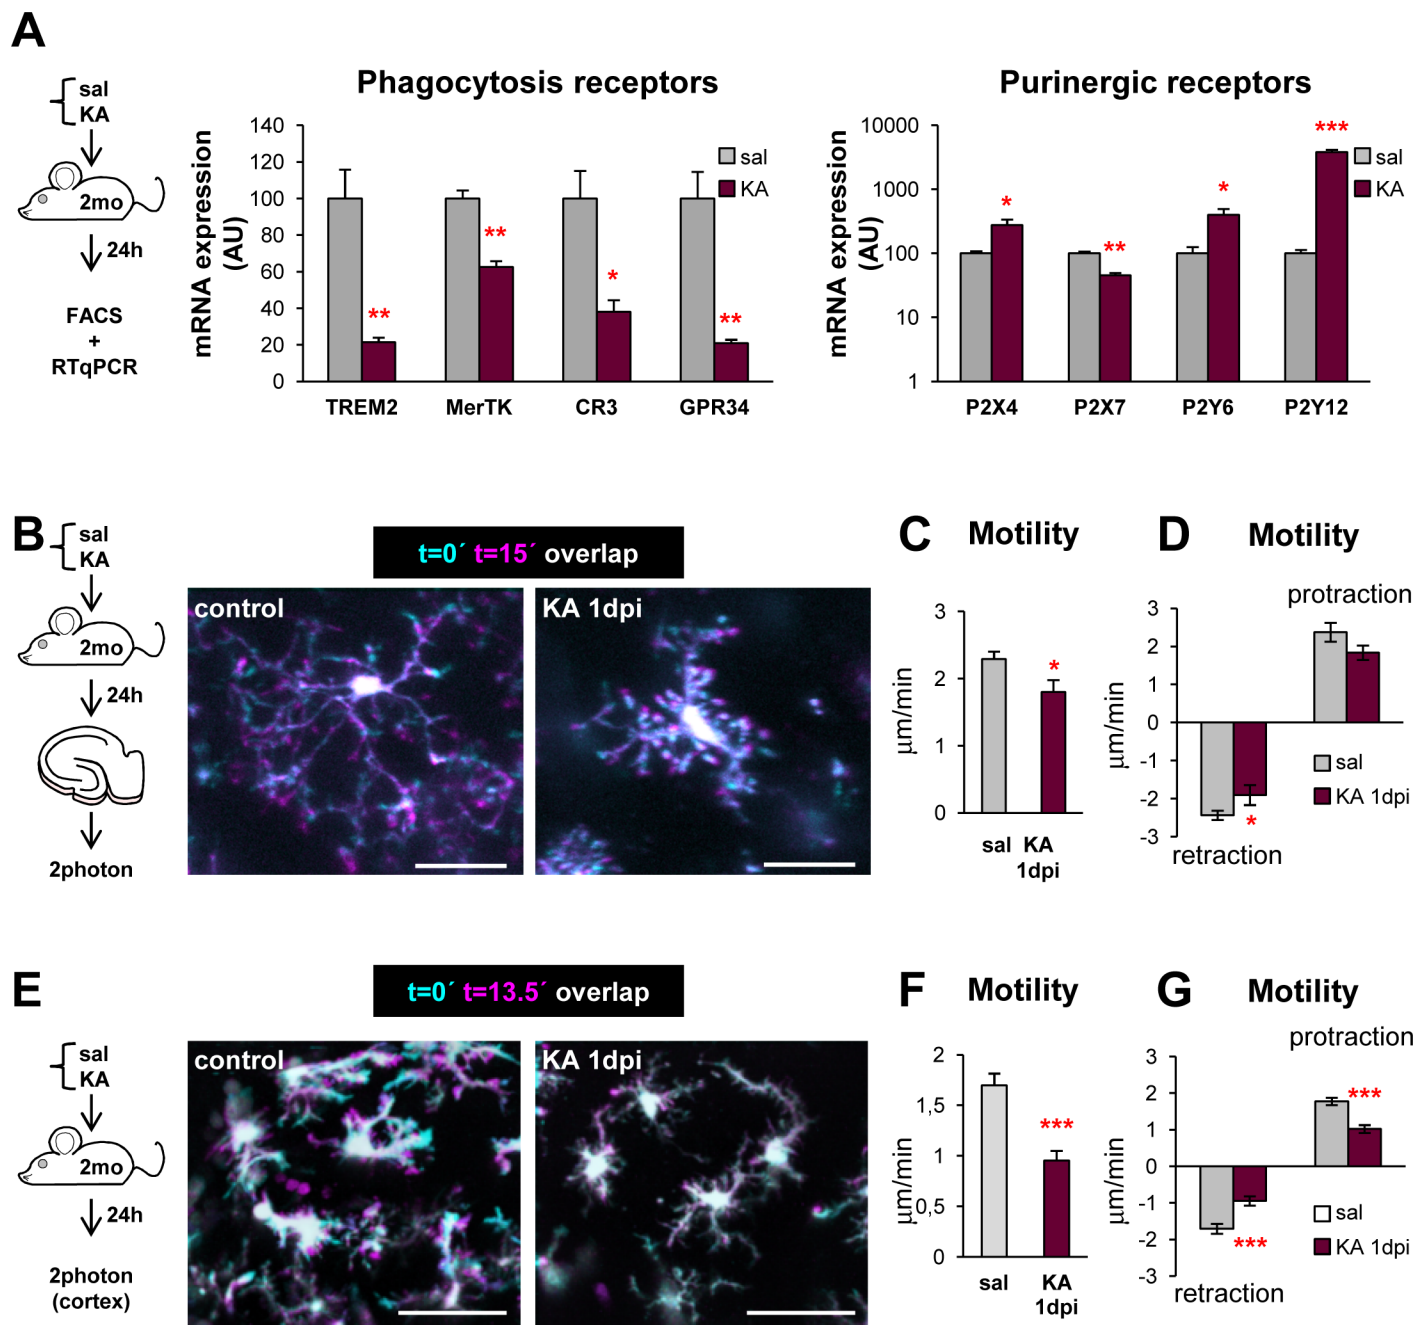 A
sal
KA
2mo
24h
FACS
+
RTqPCR
Phagocytosis receptors
mRNA expression
(AU)
140
120
100
80
60
40
20
0
sal
KA
**
**
*
**
TREM2 MerTK CR3 GPR34
Purinergic receptors
mRNA expression
(AU)
10000
1000
100
10
1
sal
KA
*
**
*
***
P2X4 P2X7 P2Y6 P2Y12
B
sal
KA
2mo
24h
2photon
t=0´ t=15´ overlap
control
KA 1dpi
C
Motility
µm/min
3
2
1
0
*
sal KA
1dpi
D
Motility
protraction
µm/min
3
2
1
0
-1
-2
-3
*
sal
KA 1dpi
retraction
E
sal
KA
2mo
24h
2photon
(cortex)
t=0´ t=13.5´ overlap
control
KA 1dpi
F
Motility
µm/min
2
1,5
1
0,5
0
***
sal KA
1dpi
G
Motility
protraction
µm/min
3
2
1
0
-1
-2
-3
***
***
sal
KA 1dpi
retraction